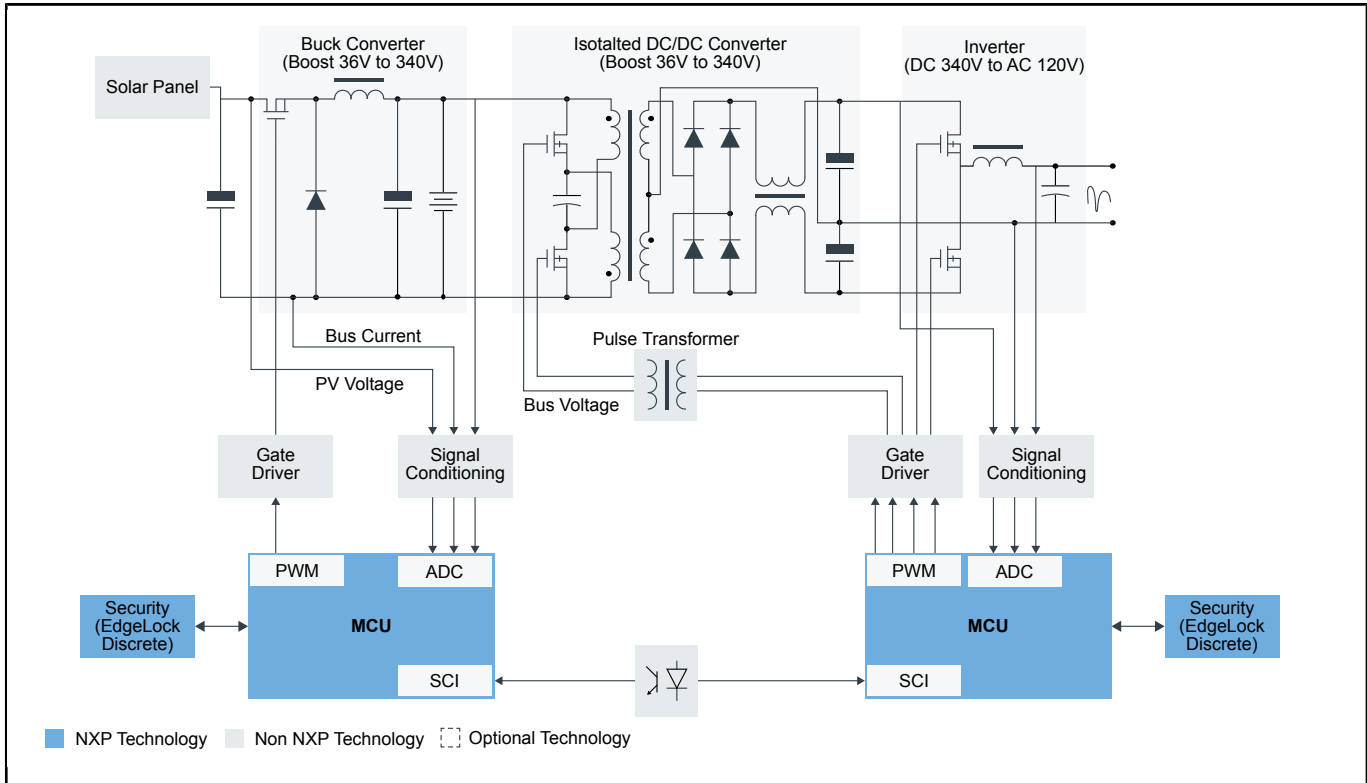 Buck Converter
(Boost 36V to 340V)
Isotalted DC/DC Converter
(Boost 36V to 340V)
Inverter
(DC 340V to AC 120V)
Solar Panel
Bus Current
PV Voltage
Pulse Transformer
Bus Voltage
Gate
Driver
Signal
Conditioning
Gate
Driver
Signal
Conditioning
PWM
ADC
MCU
SCI
PWM
ADC
MCU
SCI
Security
(EdgeLock
Discrete)
Security
(EdgeLock
Discrete)
NXP Technology
Non NXP Technology
Optional Technology